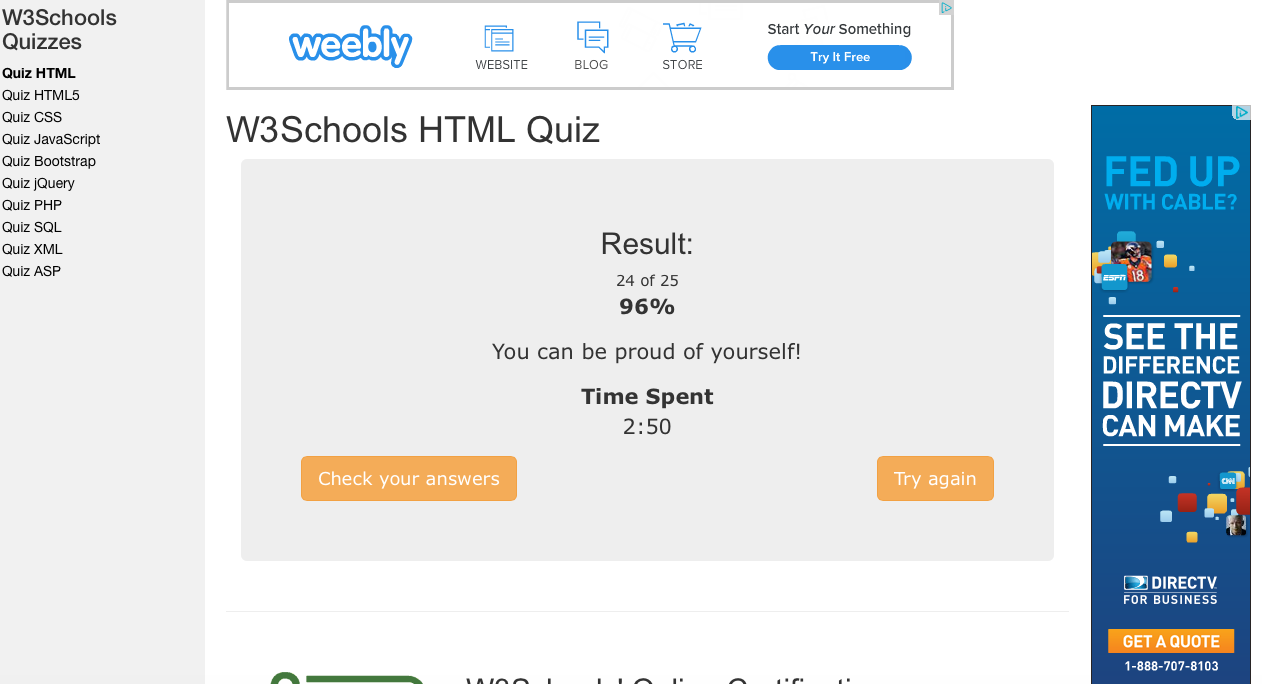 W3Schools
Quizzes
Quiz HTML
Quiz HTML5
Quiz CSS
Quiz JavaScript
Quiz Bootstrap
Quiz jQuery
Quiz PHP
Quiz SQL
Quiz XML
Quiz ASP
weebly
WEBSITE
BLOG
STORE
Start Your Something
Try It Free
W3Schools HTML Quiz
Result:
24 of 25
96%
You can be proud of yourself!
Time Spent
2:50
Check your answers
Try again
FED UP
WITH CABLE?
ESPN
18
SEE THE
DIFFERENCE
DIRECTV
CAN MAKE
CNN
DIRECTV
FOR BUSINESS
GET A QUOTE
1-888-707-8103